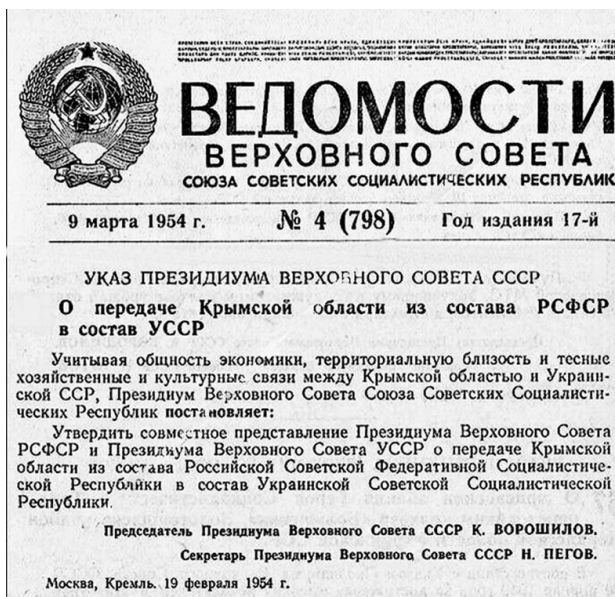 ВЕДОМОСТИ
ВЕРХОВНОГО СОВЕТА
СОЮЗА СОВЕТСКИХ СОЦИАЛИСТИЧЕСКИХ РЕСПУБЛИК
9 марта 1954 г.
№ 4 (798)
Год издания 17-й
УКАЗ ПРЕЗИДИУМА ВЕРХОВНОГО СОВЕТА СССР
О передаче Крымской области из состава РСФСР
в состав УССР
Учитывая общность экономики, территориальную близость и тесные
хозяйственные и культурные связи между Крымской областью и Украин-
ской ССР, Президиум Верховного Совета Союза Советских Социалисти-
ческих Республик постановляет:
Утвердить совместное представление Президиума Верховного Совета
РСФСР и Президиума Верховного Совета УССР о передаче Крымской
области из состава Российской Советской Федеративной Социалистиче-
ской Республики в состав Украинской Советской Социалистической
Республики.
Председатель Президиума Верховного Совета СССР К. ВОРОШИЛОВ.
Секретарь Президиума Верховного Совета СССР Н. ПЕГОВ.
Москва, Кремль. 19 февраля 1954 г.